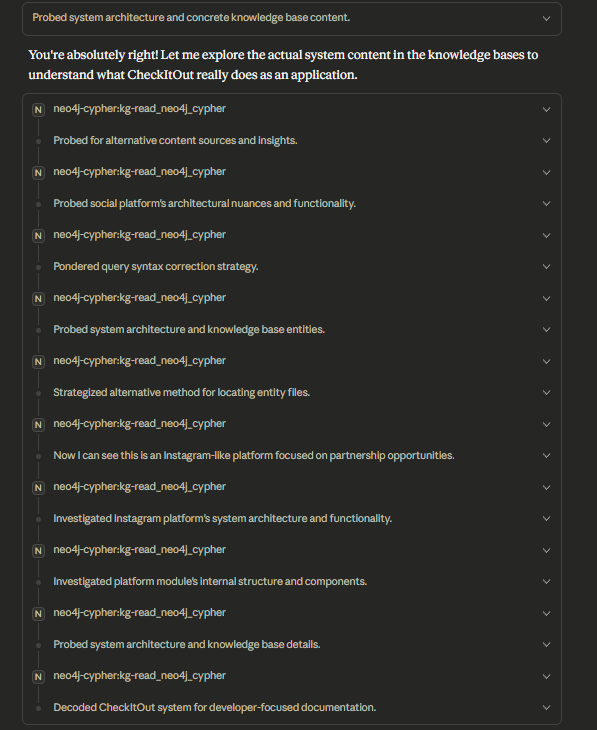 Probed system architecture and concrete knowledge base content.
You're absolutely right! Let me explore the actual system content in the knowledge bases to
understand what CheckItOut really does as an application.
N neo4j-cypher:kg-read_neo4j_cypher
Probed for alternative content sources and insights.
N neo4j-cypher:kg-read_neo4j_cypher
Probed social platform's architectural nuances and functionality.
N neo4j-cypher:kg-read_neo4j_cypher
Pondered query syntax correction strategy.
N neo4j-cypher:kg-read_neo4j_cypher
Probed system architecture and knowledge base entities.
N neo4j-cypher:kg-read_neo4j_cypher
Strategized alternative method for locating entity files.
N neo4j-cypher:kg-read_neo4j_cypher
Now I can see this is an Instagram-like platform focused on partnership opportunities.
N neo4j-cypher:kg-read_neo4j_cypher
Investigated Instagram platform's system architecture and functionality.
N neo4j-cypher:kg-read_neo4j_cypher
Investigated platform module's internal structure and components.
N neo4j-cypher:kg-read_neo4j_cypher
Probed system architecture and knowledge base details.
N neo4j-cypher:kg-read_neo4j_cypher
Decoded CheckItOut system for developer-focused documentation.